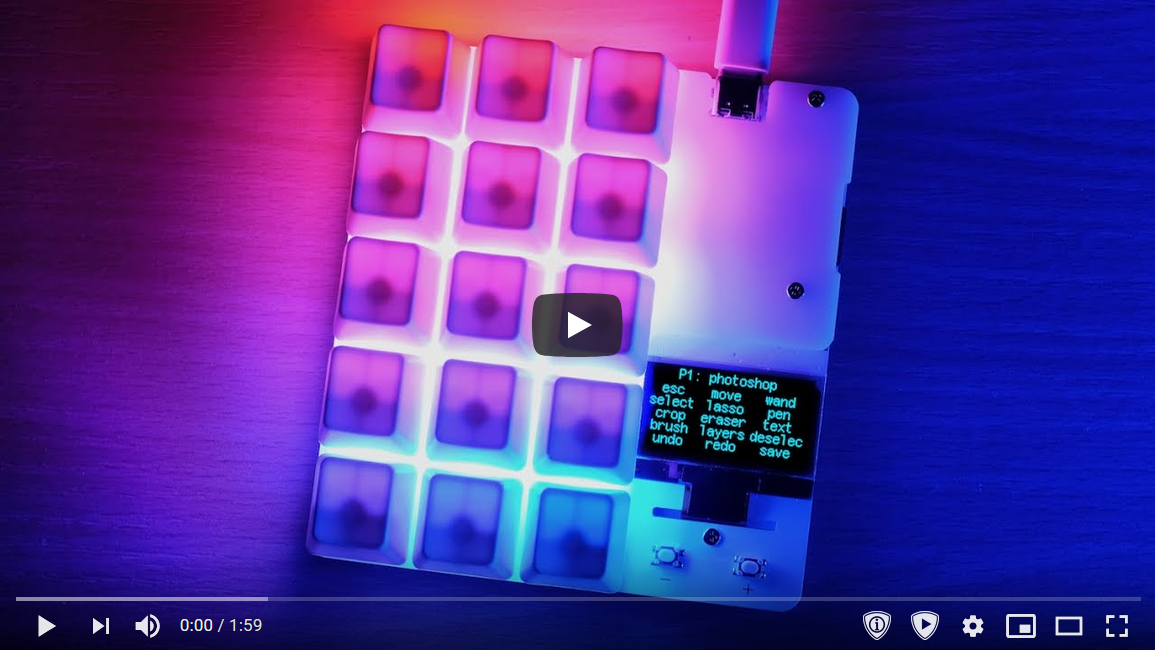 P1: photoshop
esc move wand
select lasso pen
crop eraser text
brush layers deselec
undo redo save
−
+
0:00 / 1:59